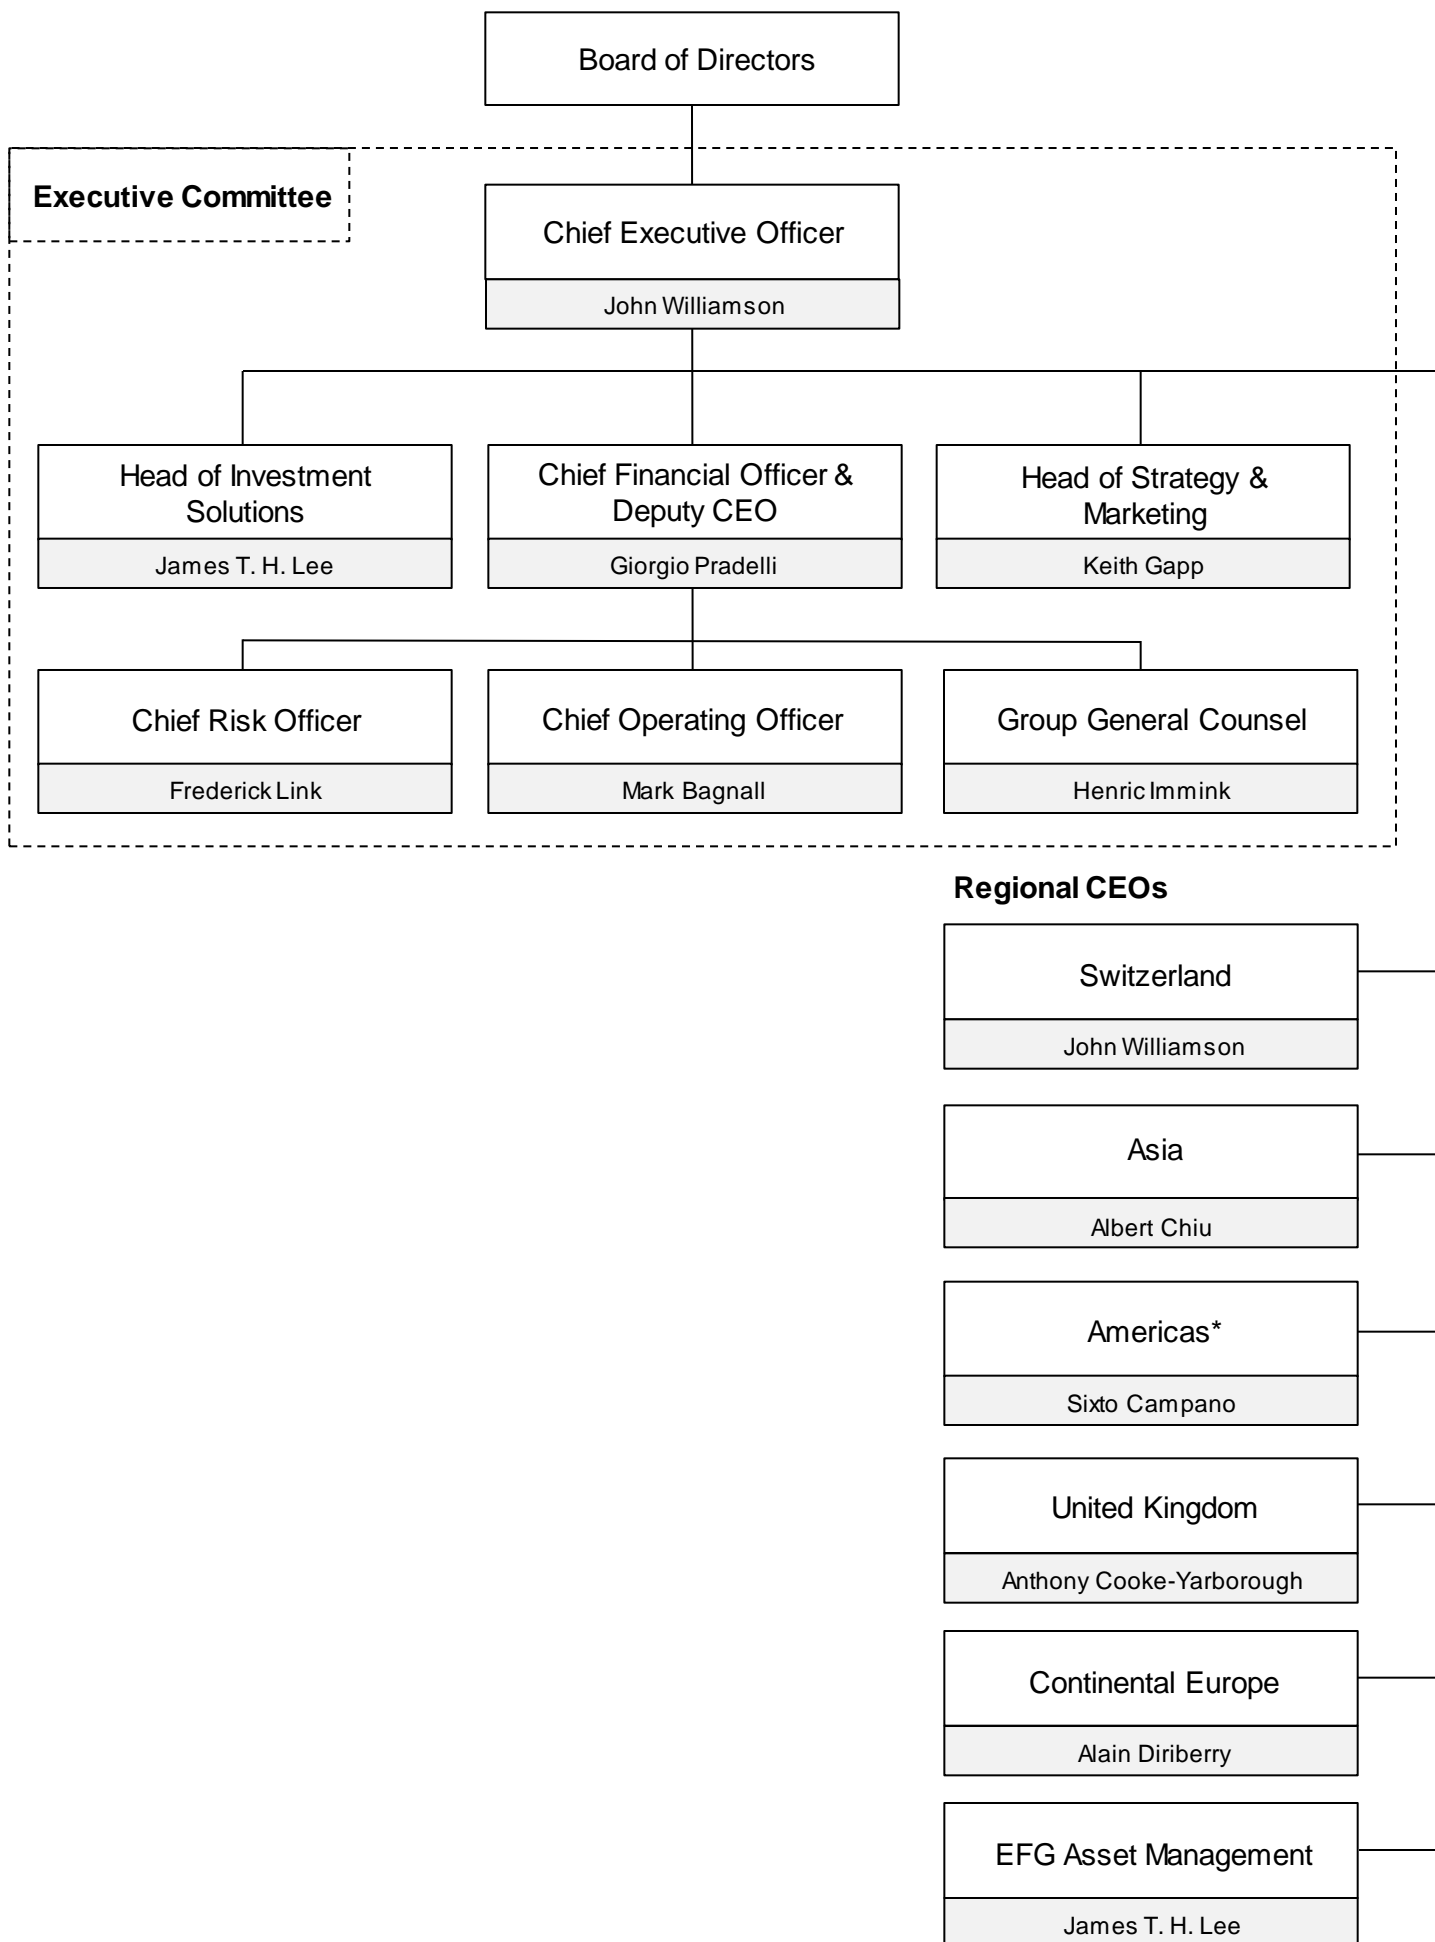 Board of Directors
Executive Committee
Chief Executive Officer
John Williamson
Head of Investment
Solutions
James T. H. Lee
Chief Financial Officer &
Deputy CEO
Giorgio Pradelli
Head of Strategy &
Marketing
Keith Gapp
Chief Risk Officer
Frederick Link
Chief Operating Officer
Mark Bagnall
Group General Counsel
Henric Immink
Regional CEOs
Switzerland
John Williamson
Asia
Albert Chiu
Americas*
Sixto Campano
United Kingdom
Anthony Cooke-Yarborough
Continental Europe
Alain Diriberry
EFG Asset Management
James T. H. Lee